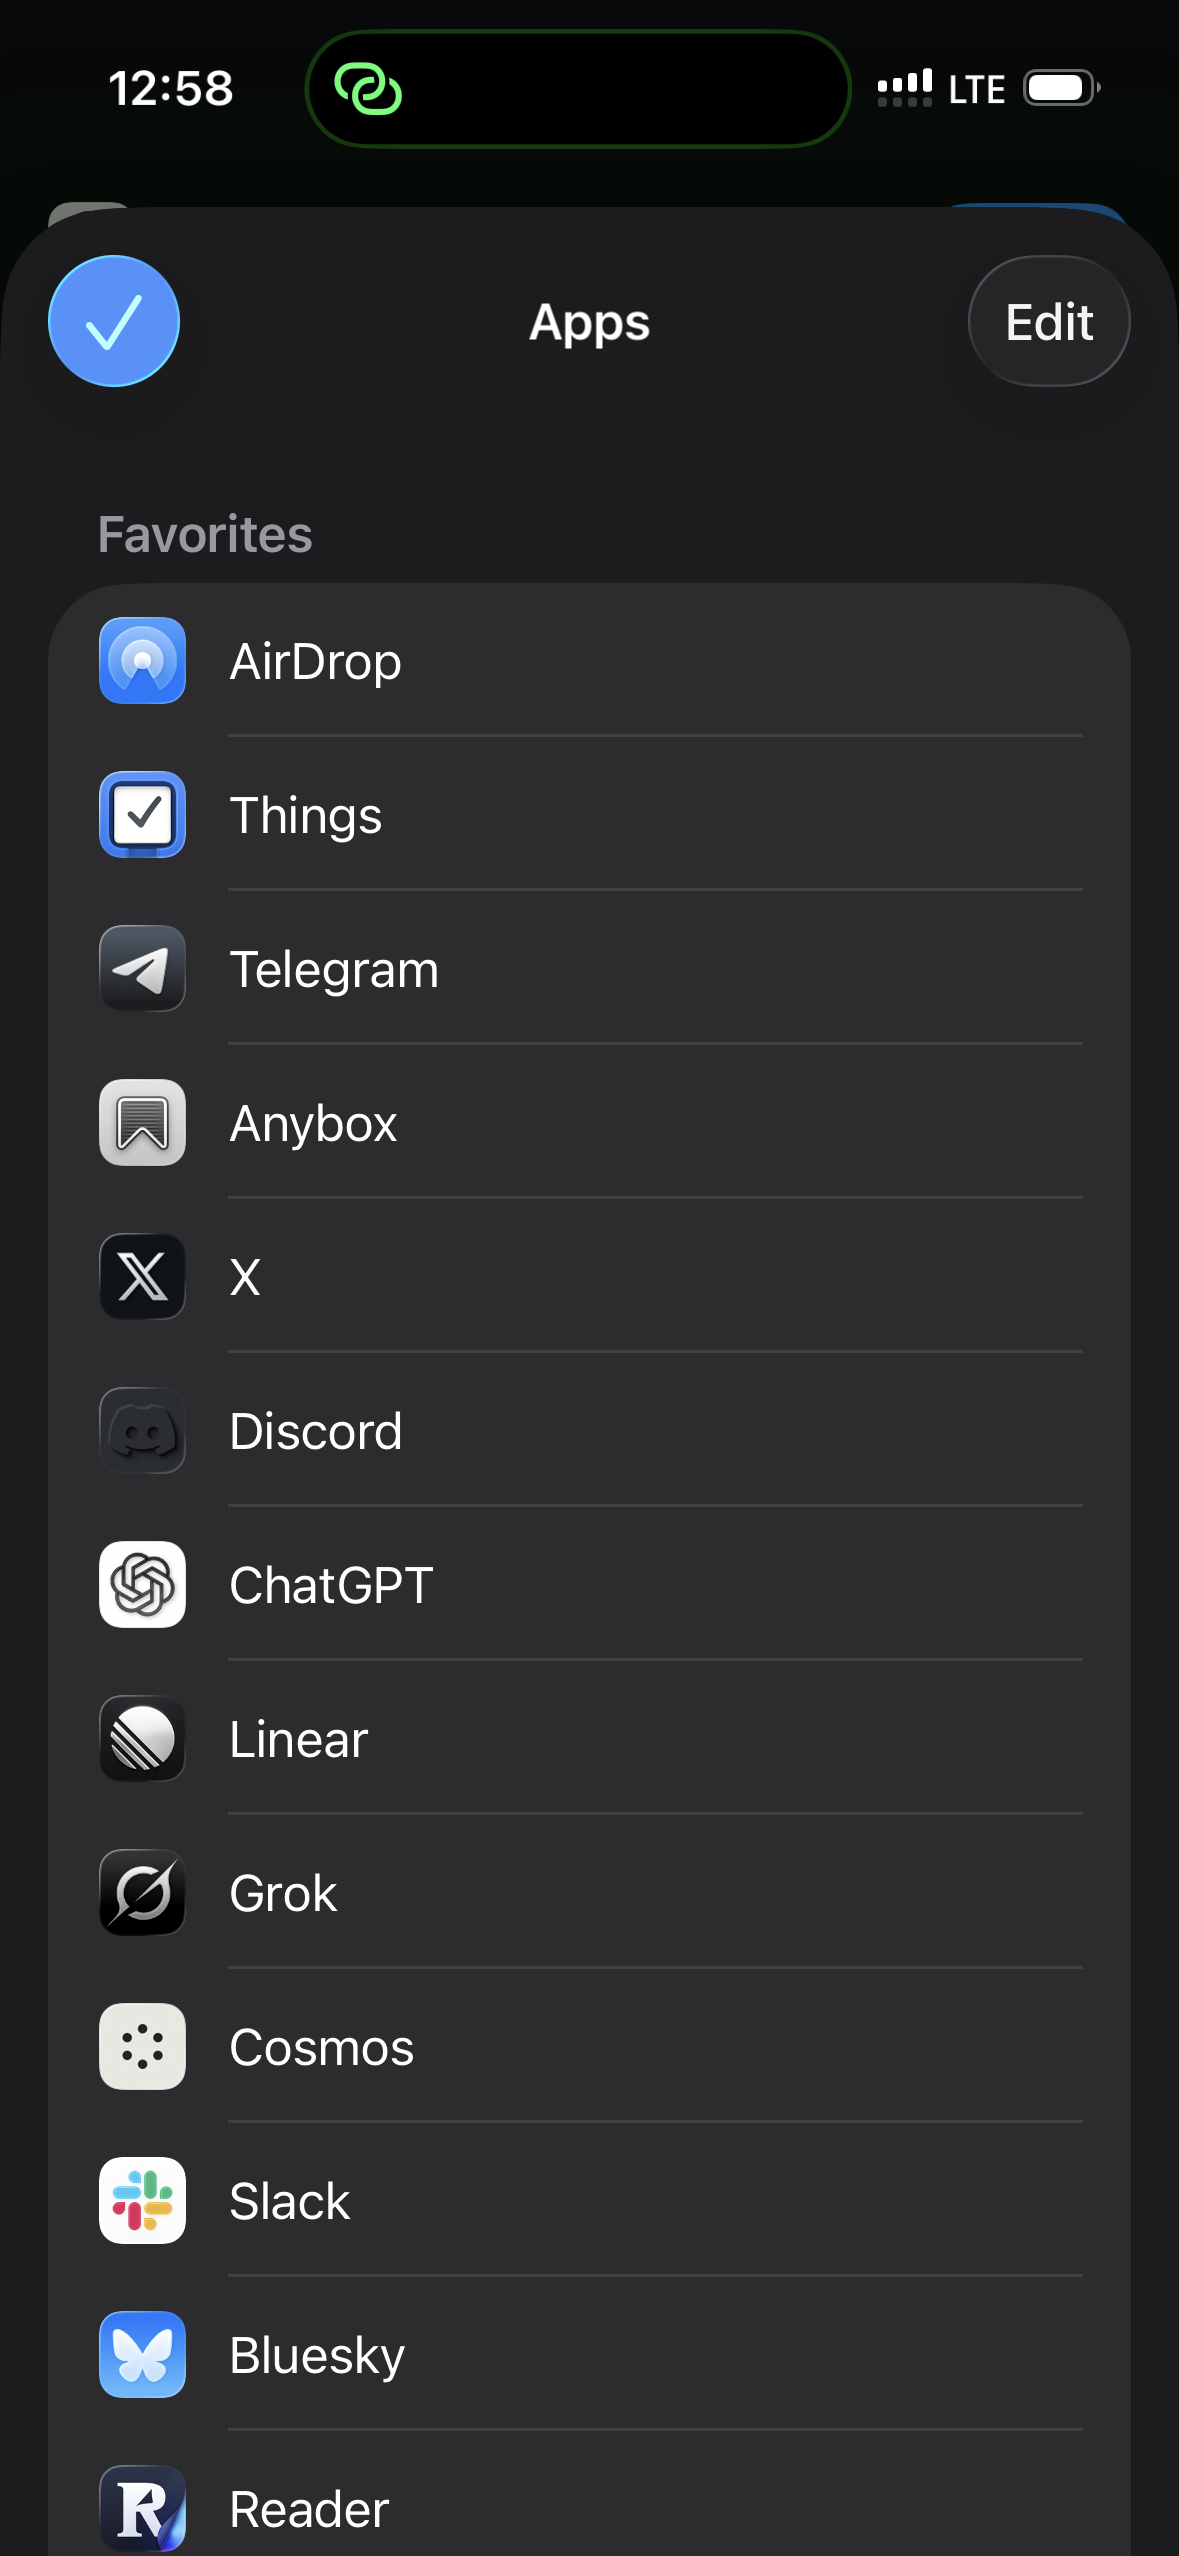 12:58
LTE
Apps
Edit
Favorites
AirDrop
Things
Telegram
Anybox
X
Discord
ChatGPT
Linear
Grok
Cosmos
Slack
Bluesky
R
Reader